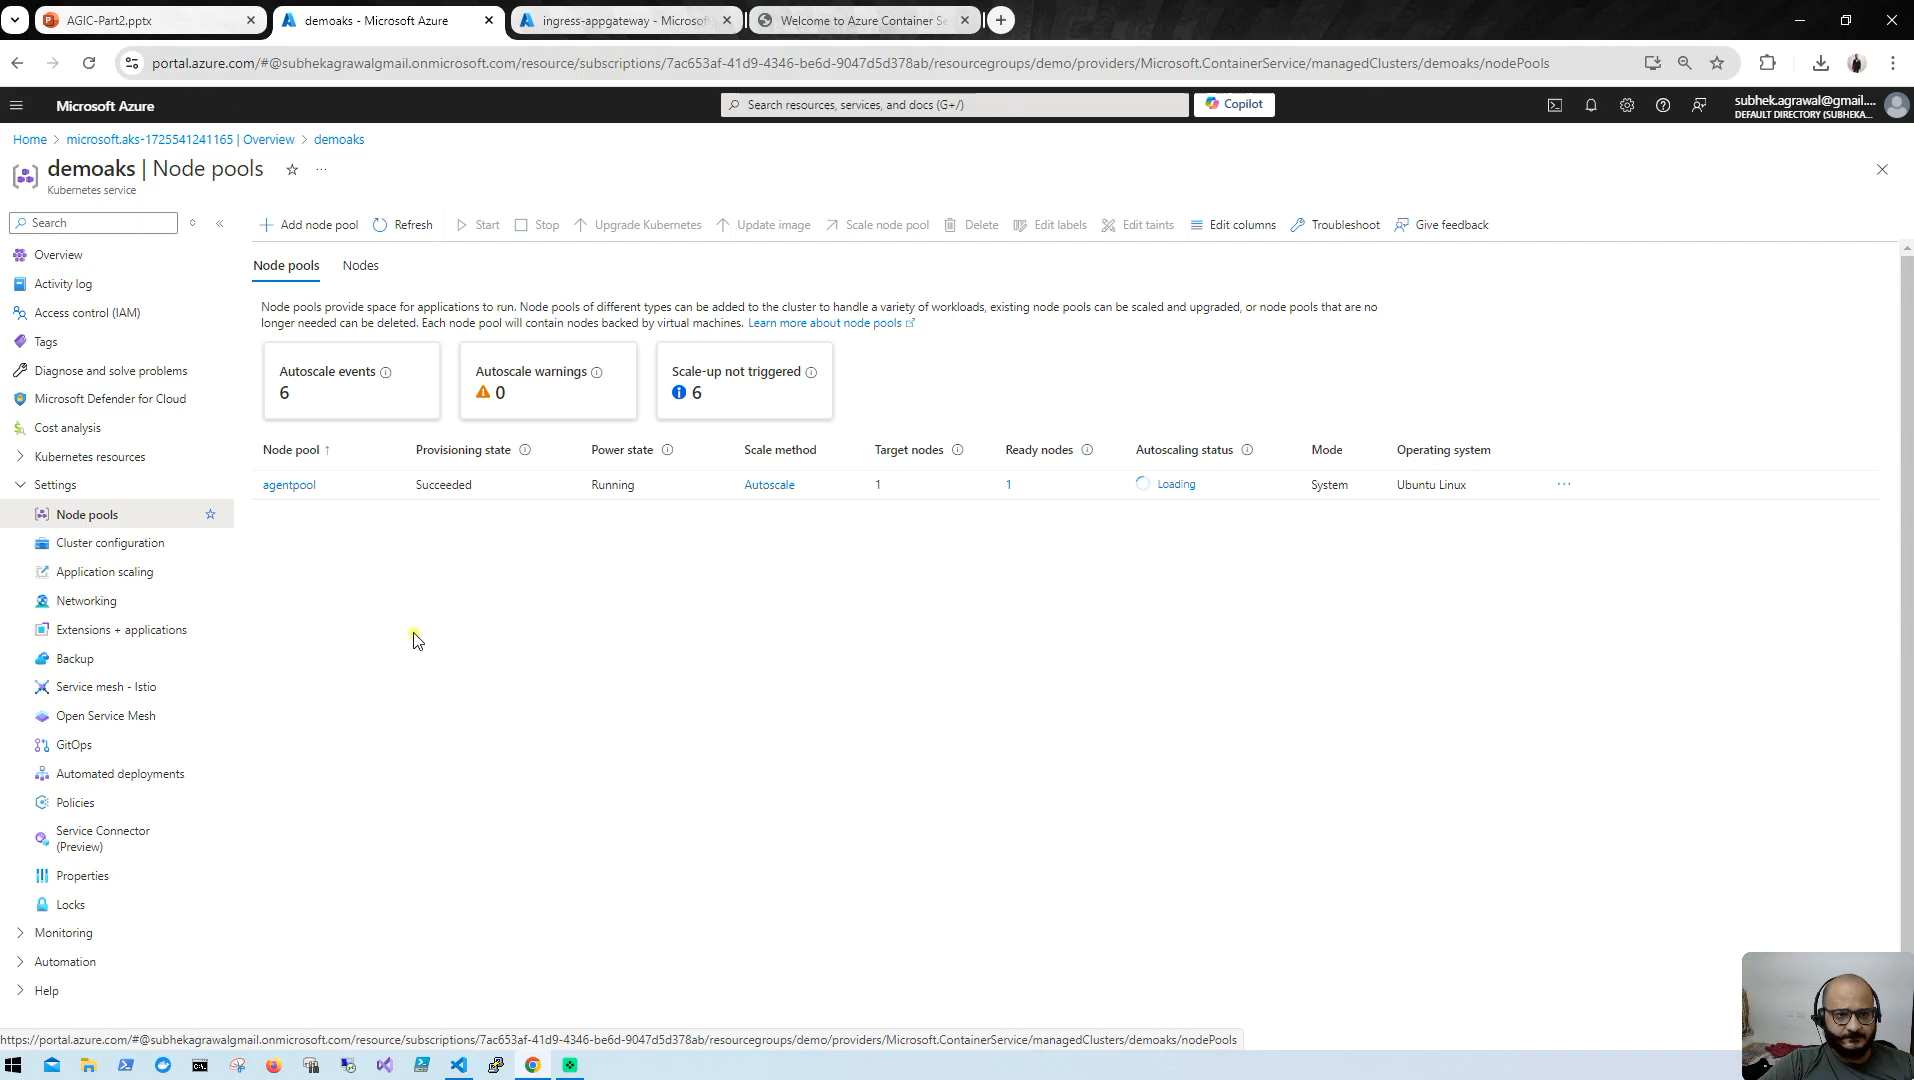 AGIC-Part2.pptx
demoaks - Microsoft Azure
ingress-appgateway - Microsoft
Welcome to Azure Container Se
portal.azure.com/#@subhekagrawalgmail.onmicrosoft.com/resource/subscriptions/7ac653af-41d9-4346-be6d-9047d5d378ab/resourcegroups/demo/providers/Microsoft.ContainerService/managedClusters/demoaks/nodePools
Microsoft Azure
Search resources, services, and docs (G+/)
Copilot
subhek.agrawal@gmail....
DEFAULT DIRECTORY (SUBHEKA...
Home > microsoft.aks-1725541241165 | Overview > demoaks
demoaks | Node pools
Kubernetes service
Search
Add node pool
Refresh
Start
Stop
Upgrade Kubernetes
Update image
Scale node pool
Delete
Edit labels
Edit taints
Edit columns
Troubleshoot
Give feedback
Overview
Activity log
Access control (IAM)
Tags
Diagnose and solve problems
Microsoft Defender for Cloud
Cost analysis
Kubernetes resources
Settings
Node pools
Cluster configuration
Application scaling
Networking
Extensions + applications
Backup
Service mesh - Istio
Open Service Mesh
GitOps
Automated deployments
Policies
Service Connector
(Preview)
Properties
Locks
Monitoring
Automation
Help
Node pools
Nodes
Node pools provide space for applications to run. Node pools of different types can be added to the cluster to handle a variety of workloads, existing node pools can be scaled and upgraded, or node pools that are no
longer needed can be deleted. Each node pool will contain nodes backed by virtual machines. Learn more about node pools
Autoscale events
6
Autoscale warnings
0
Scale-up not triggered
6
Node pool ↑ Provisioning state Power state Scale method Target nodes Ready nodes Autoscaling status Mode Operating system
agentpool Succeeded Running Autoscale 1 1 Loading System Ubuntu Linux
https://portal.azure.com/#@subhekagrawalgmail.onmicrosoft.com/resource/subscriptions/7ac653af-41d9-4346-be6d-9047d5d378ab/resourcegroups/demo/providers/Microsoft.ContainerService/managedClusters/demoaks/nodePools